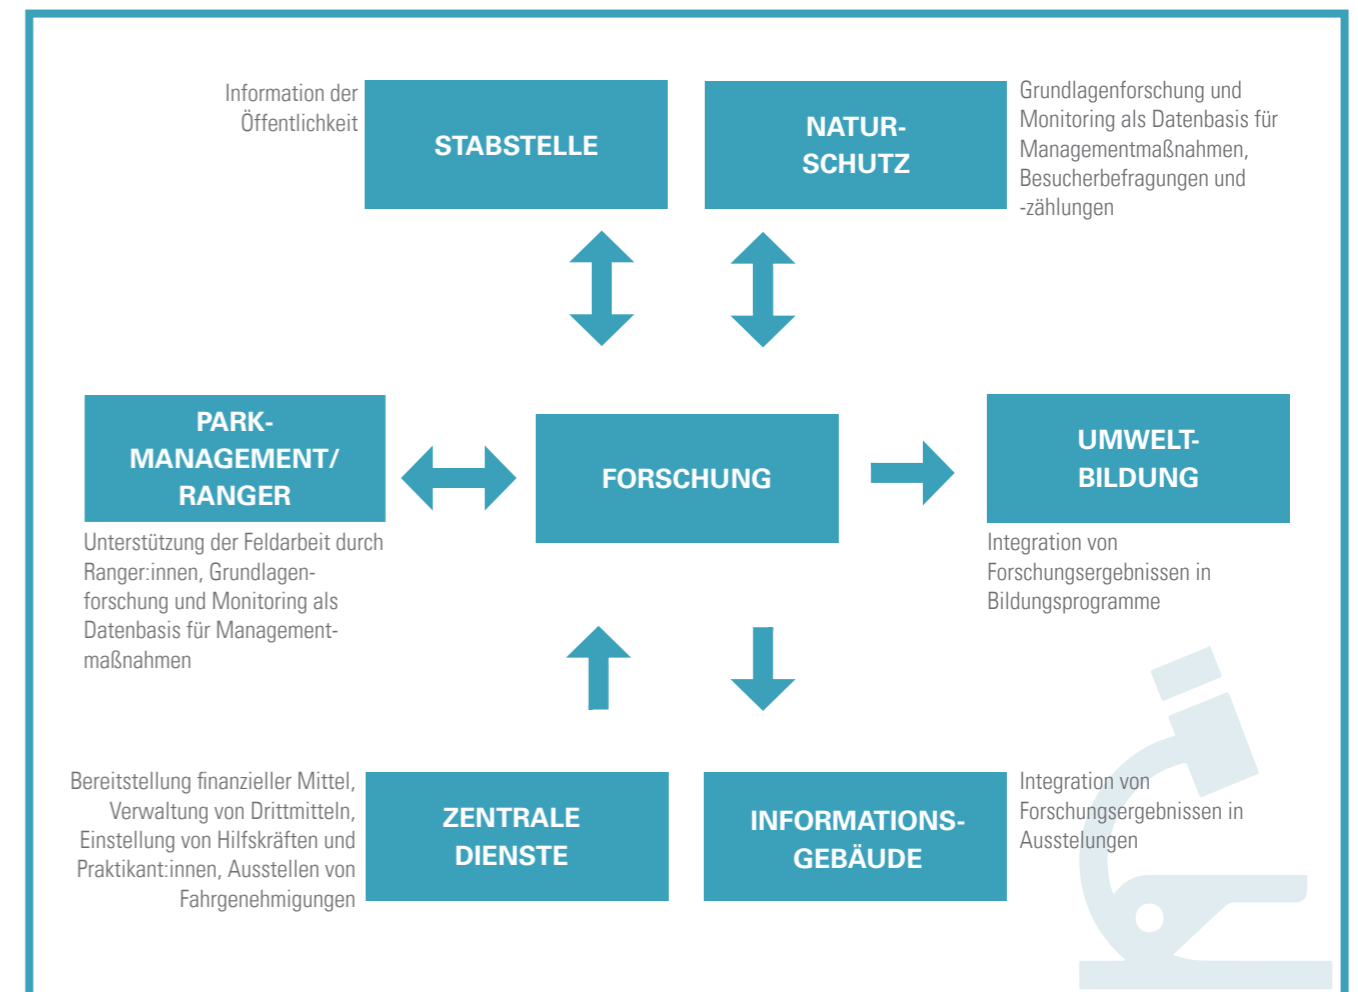 Information der
Öffentlichkeit
STABSTELLE
NATUR-
SCHUTZ
Grundlagenforschung und
Monitoring als Datenbasis für
Managementmaßnahmen,
Besucherbefragungen und
-zählungen
PARK-
MANAGEMENT/
RANGER
Unterstützung der Feldarbeit durch
Ranger:innen, Grundlagen-
forschung und Monitoring als
Datenbasis für Management-
maßnahmen
FORSCHUNG
UMWELT-
BILDUNG
Integration von
Forschungsergebnissen in
Bildungsprogramme
Bereitstellung finanzieller Mittel,
Verwaltung von Drittmitteln,
Einstellung von Hilfskräften und
Praktikant:innen, Ausstellen von
Fahrgenehmigungen
ZENTRALE
DIENSTE
INFORMATIONS-
GEBÄUDE
Integration von
Forschungsergebnissen in
Ausstelungen